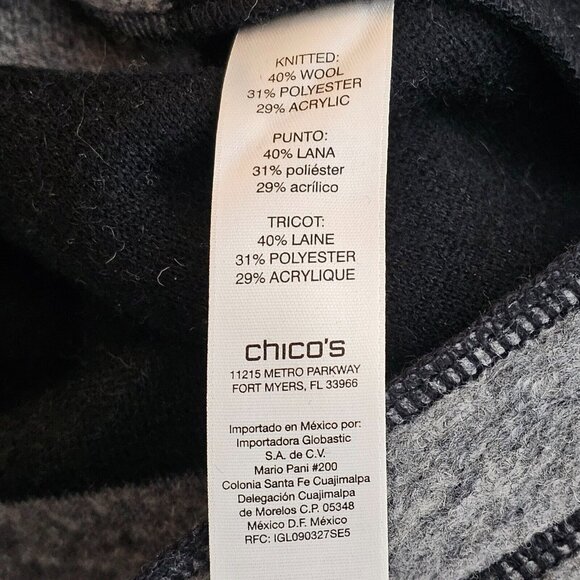 KNITTED:
40% WOOL
31% POLYESTER
29% ACRYLIC
PUNTO:
40% LANA
31% poliéster
29% acrílico
TRICOT:
40% LAINE
31% POLYESTER
29% ACRYLIQUE
chico's
11215 METRO PARKWAY
FORT MYERS, FL 33966
Importado en México por:
Importadora Globastic
S.A. de C.V.
Mario Pani #200
Colonia Santa Fe Cuajimalpa
Delegación Cuajimalpa
de Morelos C.P. 05348
México D.F. México
RFC: IGL090327SE5